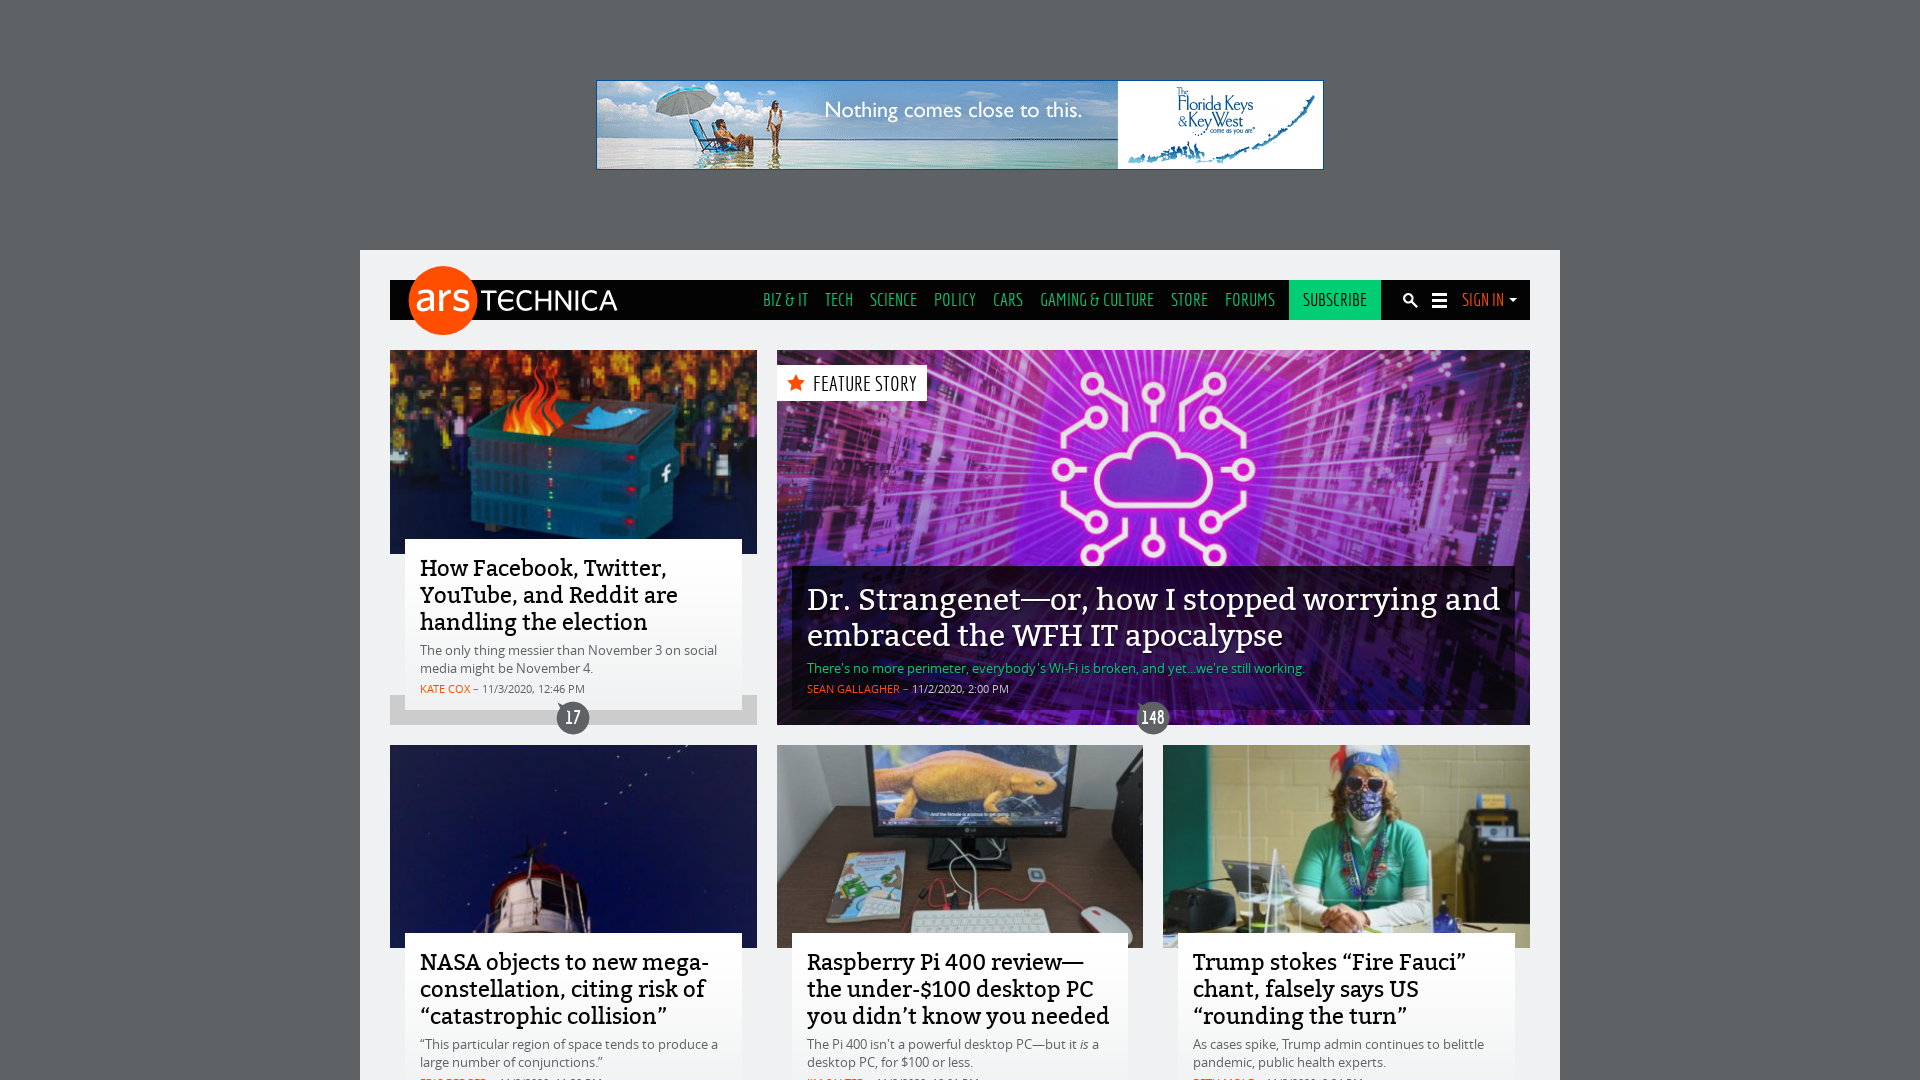 Nothing comes close to this.
The
Florida Keys
& Key West
come as you are®
ars TECHNICA
BIZ & IT TECH SCIENCE POLICY CARS GAMING & CULTURE STORE FORUMS SUBSCRIBE SIGN IN
FEATURE STORY
How Facebook, Twitter,
YouTube, and Reddit are
handling the election
The only thing messier than November 3 on social
media might be November 4.
KATE COX – 11/3/2020, 12:46 PM
17
Dr. Strangenet—or, how I stopped worrying and
embraced the WFH IT apocalypse
There's no more perimeter, everybody's Wi-Fi is broken, and yet...we're still working.
SEAN GALLAGHER – 11/2/2020, 2:00 PM
148
NASA objects to new mega-
constellation, citing risk of
“catastrophic collision”
“This particular region of space tends to produce a
large number of conjunctions.”
And the female is anxious to get going.
Raspberry Pi 400 review—
the under-$100 desktop PC
you didn’t know you needed
The Pi 400 isn't a powerful desktop PC—but it is a
desktop PC, for $100 or less.
Trump stokes “Fire Fauci”
chant, falsely says US
“rounding the turn”
As cases spike, Trump admin continues to belittle
pandemic, public health experts.